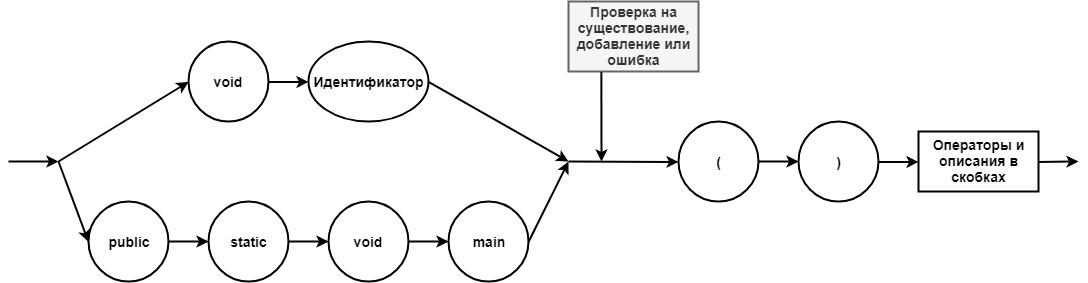 Проверка на
существование,
добавление или
ошибка
void
Идентификатор
(
)
Операторы и
описания в
скобках
public
static
void
main